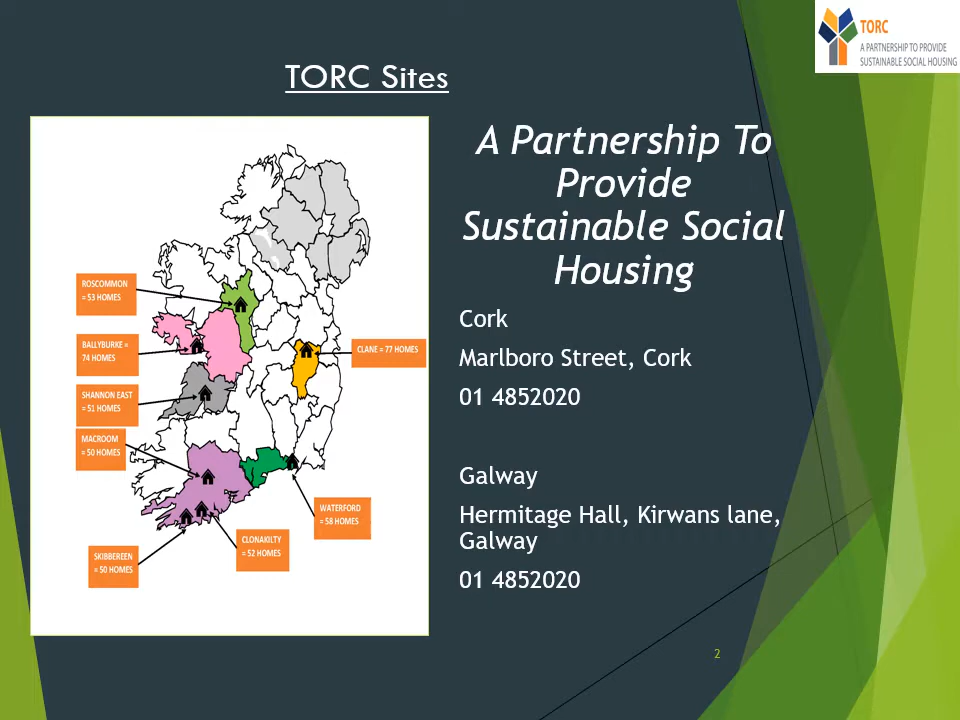 TORC
A PARTNERSHIP TO PROVIDE
SUSTAINABLE SOCIAL HOUSING
TORC Sites
ROSCOMMON
= 53 HOMES
BALLYBURKE =
74 HOMES
SHANNON EAST
= 51 HOMES
MACROOM
= 50 HOMES
SKIBBEREEN
= 50 HOMES
CLONAKILTY
= 52 HOMES
WATERFORD
= 58 HOMES
CLANE = 77 HOMES
A Partnership To
Provide
Sustainable Social
Housing
Cork
Marlboro Street, Cork
01 4852020
Galway
Hermitage Hall, Kirwans lane,
Galway
01 4852020
2